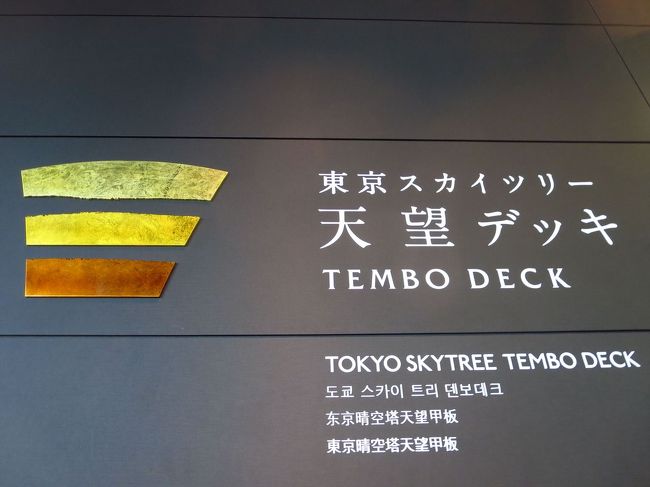 東京スカイツリー
天望デッキ
TEMBO DECK
TOKYO SKYTREE TEMBO DECK
도쿄 스카이 트리 덴보데크
东京晴空塔天望甲板
東京晴空塔天望甲板